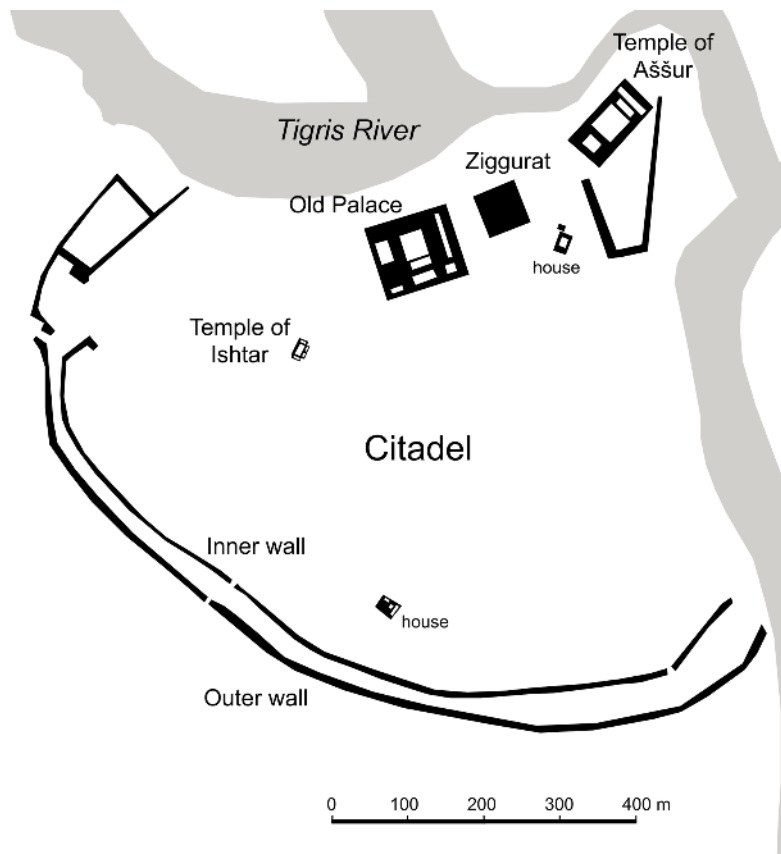 Temple of
Aššur
Tigris River
Ziggurat
Old Palace
house
Temple of
Ishtar
Citadel
Inner wall
house
Outer wall
0 100 200 300 400 m